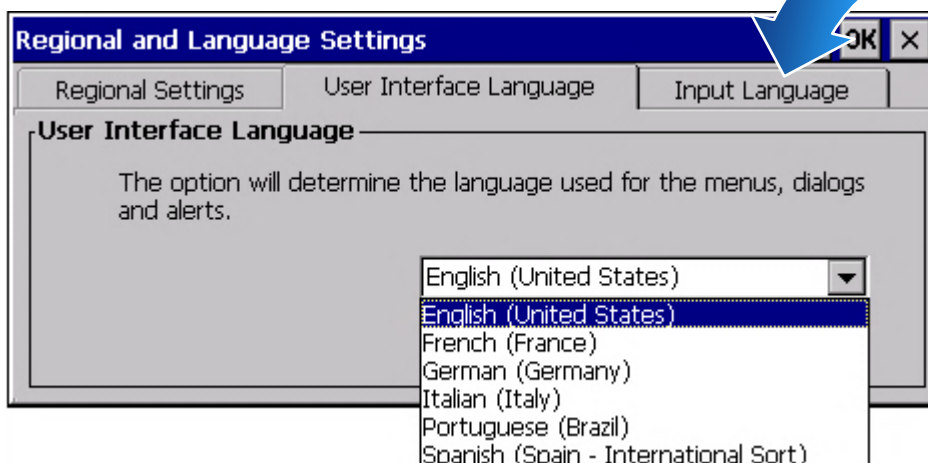 Regional and Language Settings OK ×
Regional Settings User Interface Language Input Language
User Interface Language
The option will determine the language used for the menus, dialogs
and alerts.
English (United States)
English (United States)
French (France)
German (Germany)
Italian (Italy)
Portuguese (Brazil)
Spanish (Spain - International Sort)